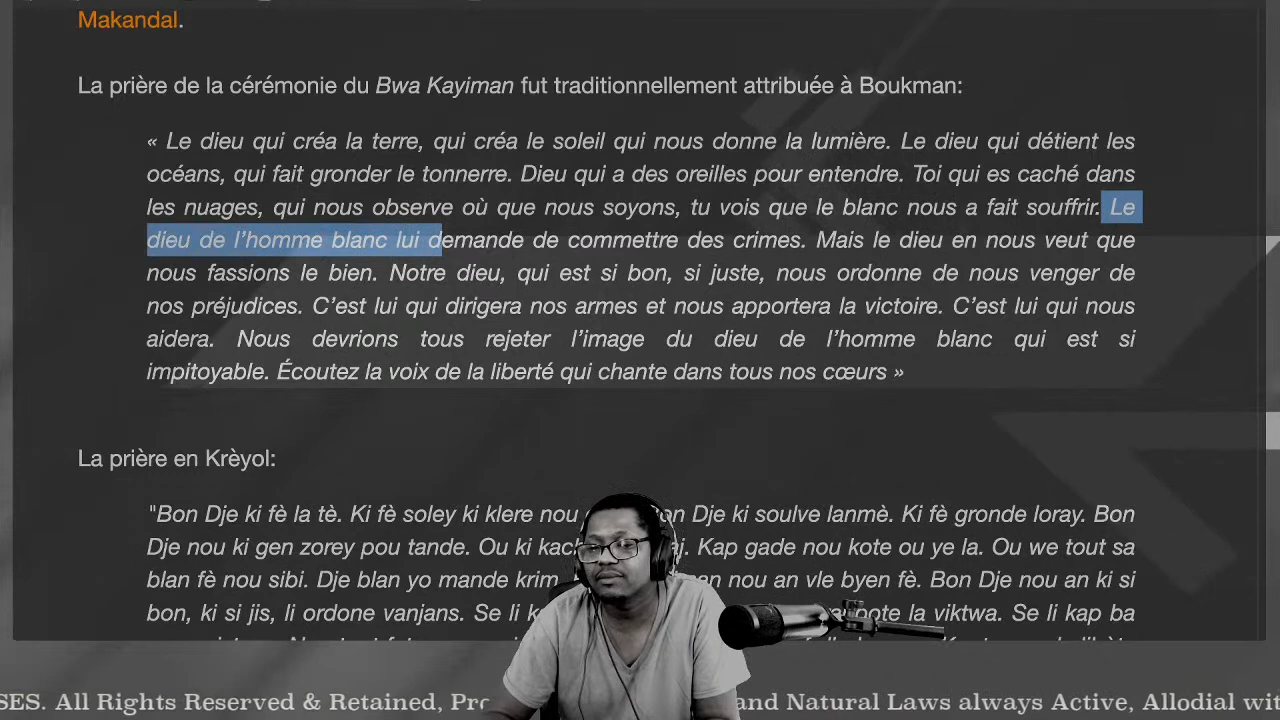 Makandal.
La prière de la cérémonie du Bwa Kayiman fut traditionnellement attribuée à Boukman:
« Le dieu qui créa la terre, qui créa le soleil qui nous donne la lumière. Le dieu qui détient les
océans, qui fait gronder le tonnerre. Dieu qui a des oreilles pour entendre. Toi qui es caché dans
les nuages, qui nous observe où que nous soyons, tu vois que le blanc nous a fait souffrir. Le
dieu de l’homme blanc lui demande de commettre des crimes. Mais le dieu en nous veut que
nous fassions le bien. Notre dieu, qui est si bon, si juste, nous ordonne de nous venger de
nos préjudices. C’est lui qui dirigera nos armes et nous apportera la victoire. C’est lui qui nous
aidera. Nous devrions tous rejeter l’image du dieu de l’homme blanc qui est si
impitoyable. Écoutez la voix de la liberté qui chante dans tous nos cœurs »
La prière en Krèyol:
"Bon Dje ki fè la tè. Ki fè soley ki klere nou Bon Dje ki soulve lanmè. Ki fè gronde loray. Bon
Dje nou ki gen zorey pou tande. Ou ki Kap gade nou kote ou ye la. Ou we tout sa
blan fè nou sibi. Dje blan yo mande krim nou an vle byen fè. Bon Dje nou an ki si
bon, ki si jis, li ordone vanjans. Se li la viktwa. Se li kap ba
SES. All Rights Reserved & Retained, and Natural Laws always Active, Allodial